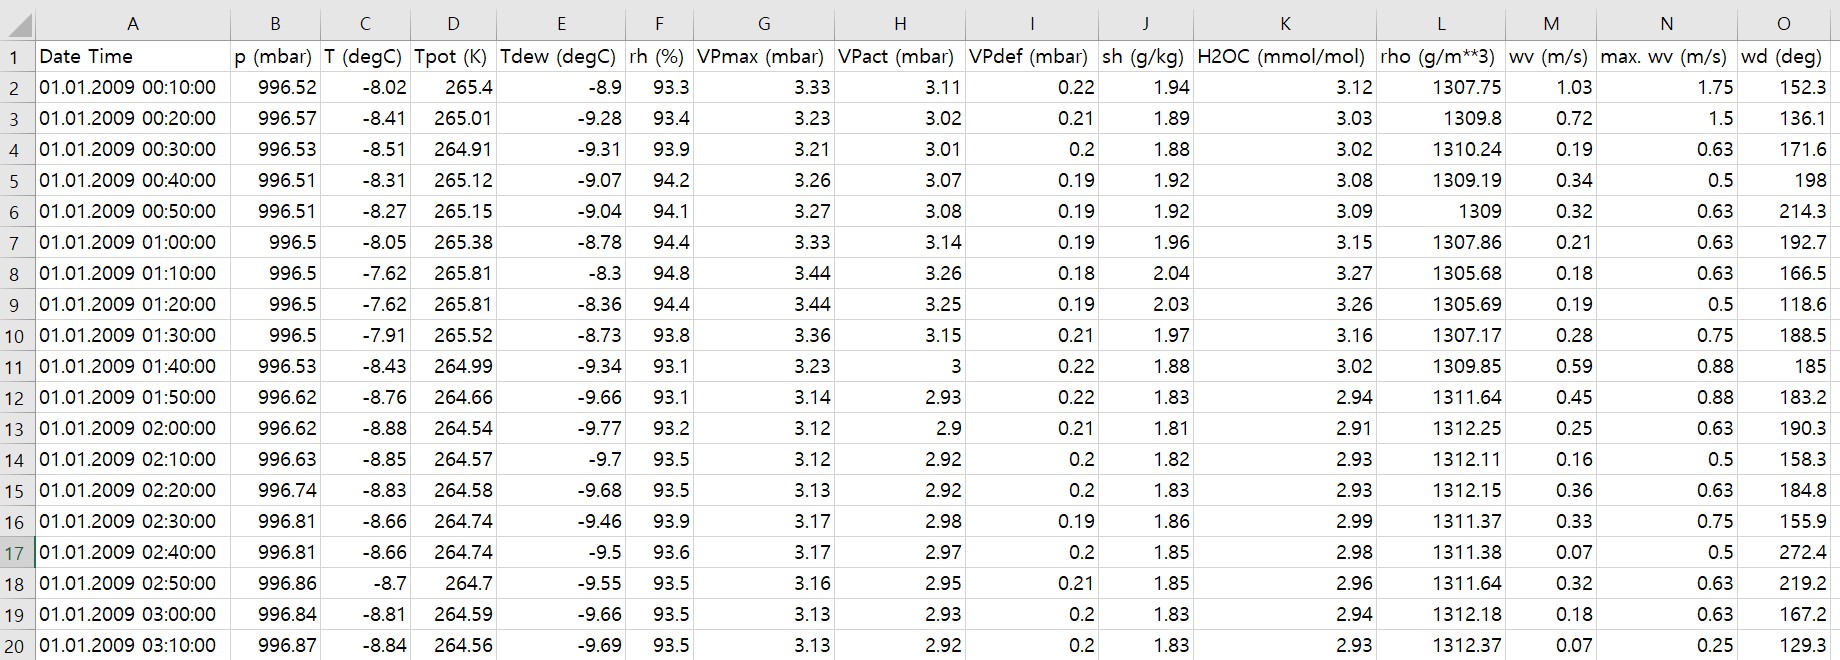 A B C D E F G H I J K L M N O
1 Date Time p (mbar) T (degC) Tpot (K) Tdew (degC) rh (%) VPmax (mbar) VPact (mbar) VPdef (mbar) sh (g/kg) H2OC (mmol/mol) rho (g/m**3) wv (m/s) max. wv (m/s) wd (deg)
2 01.01.2009 00:10:00 996.52 -8.02 265.4 -8.9 93.3 3.33 3.11 0.22 1.94 3.12 1307.75 1.03 1.75 152.3
3 01.01.2009 00:20:00 996.57 -8.41 265.01 -9.28 93.4 3.23 3.02 0.21 1.89 3.03 1309.8 0.72 1.5 136.1
4 01.01.2009 00:30:00 996.53 -8.51 264.91 -9.31 93.9 3.21 3.01 0.2 1.88 3.02 1310.24 0.19 0.63 171.6
5 01.01.2009 00:40:00 996.51 -8.31 265.12 -9.07 94.2 3.26 3.07 0.19 1.92 3.08 1309.19 0.34 0.5 198
6 01.01.2009 00:50:00 996.51 -8.27 265.15 -9.04 94.1 3.27 3.08 0.19 1.92 3.09 1309 0.32 0.63 214.3
7 01.01.2009 01:00:00 996.5 -8.05 265.38 -8.78 94.4 3.33 3.14 0.19 1.96 3.15 1307.86 0.21 0.63 192.7
8 01.01.2009 01:10:00 996.5 -7.62 265.81 -8.3 94.8 3.44 3.26 0.18 2.04 3.27 1305.68 0.18 0.63 166.5
9 01.01.2009 01:20:00 996.5 -7.62 265.81 -8.36 94.4 3.44 3.25 0.19 2.03 3.26 1305.69 0.19 0.5 118.6
10 01.01.2009 01:30:00 996.5 -7.91 265.52 -8.73 93.8 3.36 3.15 0.21 1.97 3.16 1307.17 0.28 0.75 188.5
11 01.01.2009 01:40:00 996.53 -8.43 264.99 -9.34 93.1 3.23 3 0.22 1.88 3.02 1309.85 0.59 0.88 185
12 01.01.2009 01:50:00 996.62 -8.76 264.66 -9.66 93.1 3.14 2.93 0.22 1.83 2.94 1311.64 0.45 0.88 183.2
13 01.01.2009 02:00:00 996.62 -8.88 264.54 -9.77 93.2 3.12 2.9 0.21 1.81 2.91 1312.25 0.25 0.63 190.3
14 01.01.2009 02:10:00 996.63 -8.85 264.57 -9.7 93.5 3.12 2.92 0.2 1.82 2.93 1312.11 0.16 0.5 158.3
15 01.01.2009 02:20:00 996.74 -8.83 264.58 -9.68 93.5 3.13 2.92 0.2 1.83 2.93 1312.15 0.36 0.63 184.8
16 01.01.2009 02:30:00 996.81 -8.66 264.74 -9.46 93.9 3.17 2.98 0.19 1.86 2.99 1311.37 0.33 0.75 155.9
17 01.01.2009 02:40:00 996.81 -8.66 264.74 -9.5 93.6 3.17 2.97 0.2 1.85 2.98 1311.38 0.07 0.5 272.4
18 01.01.2009 02:50:00 996.86 -8.7 264.7 -9.55 93.5 3.16 2.95 0.21 1.85 2.96 1311.64 0.32 0.63 219.2
19 01.01.2009 03:00:00 996.84 -8.81 264.59 -9.66 93.5 3.13 2.93 0.2 1.83 2.94 1312.18 0.18 0.63 167.2
20 01.01.2009 03:10:00 996.87 -8.84 264.56 -9.69 93.5 3.13 2.92 0.2 1.83 2.93 1312.37 0.07 0.25 129.3